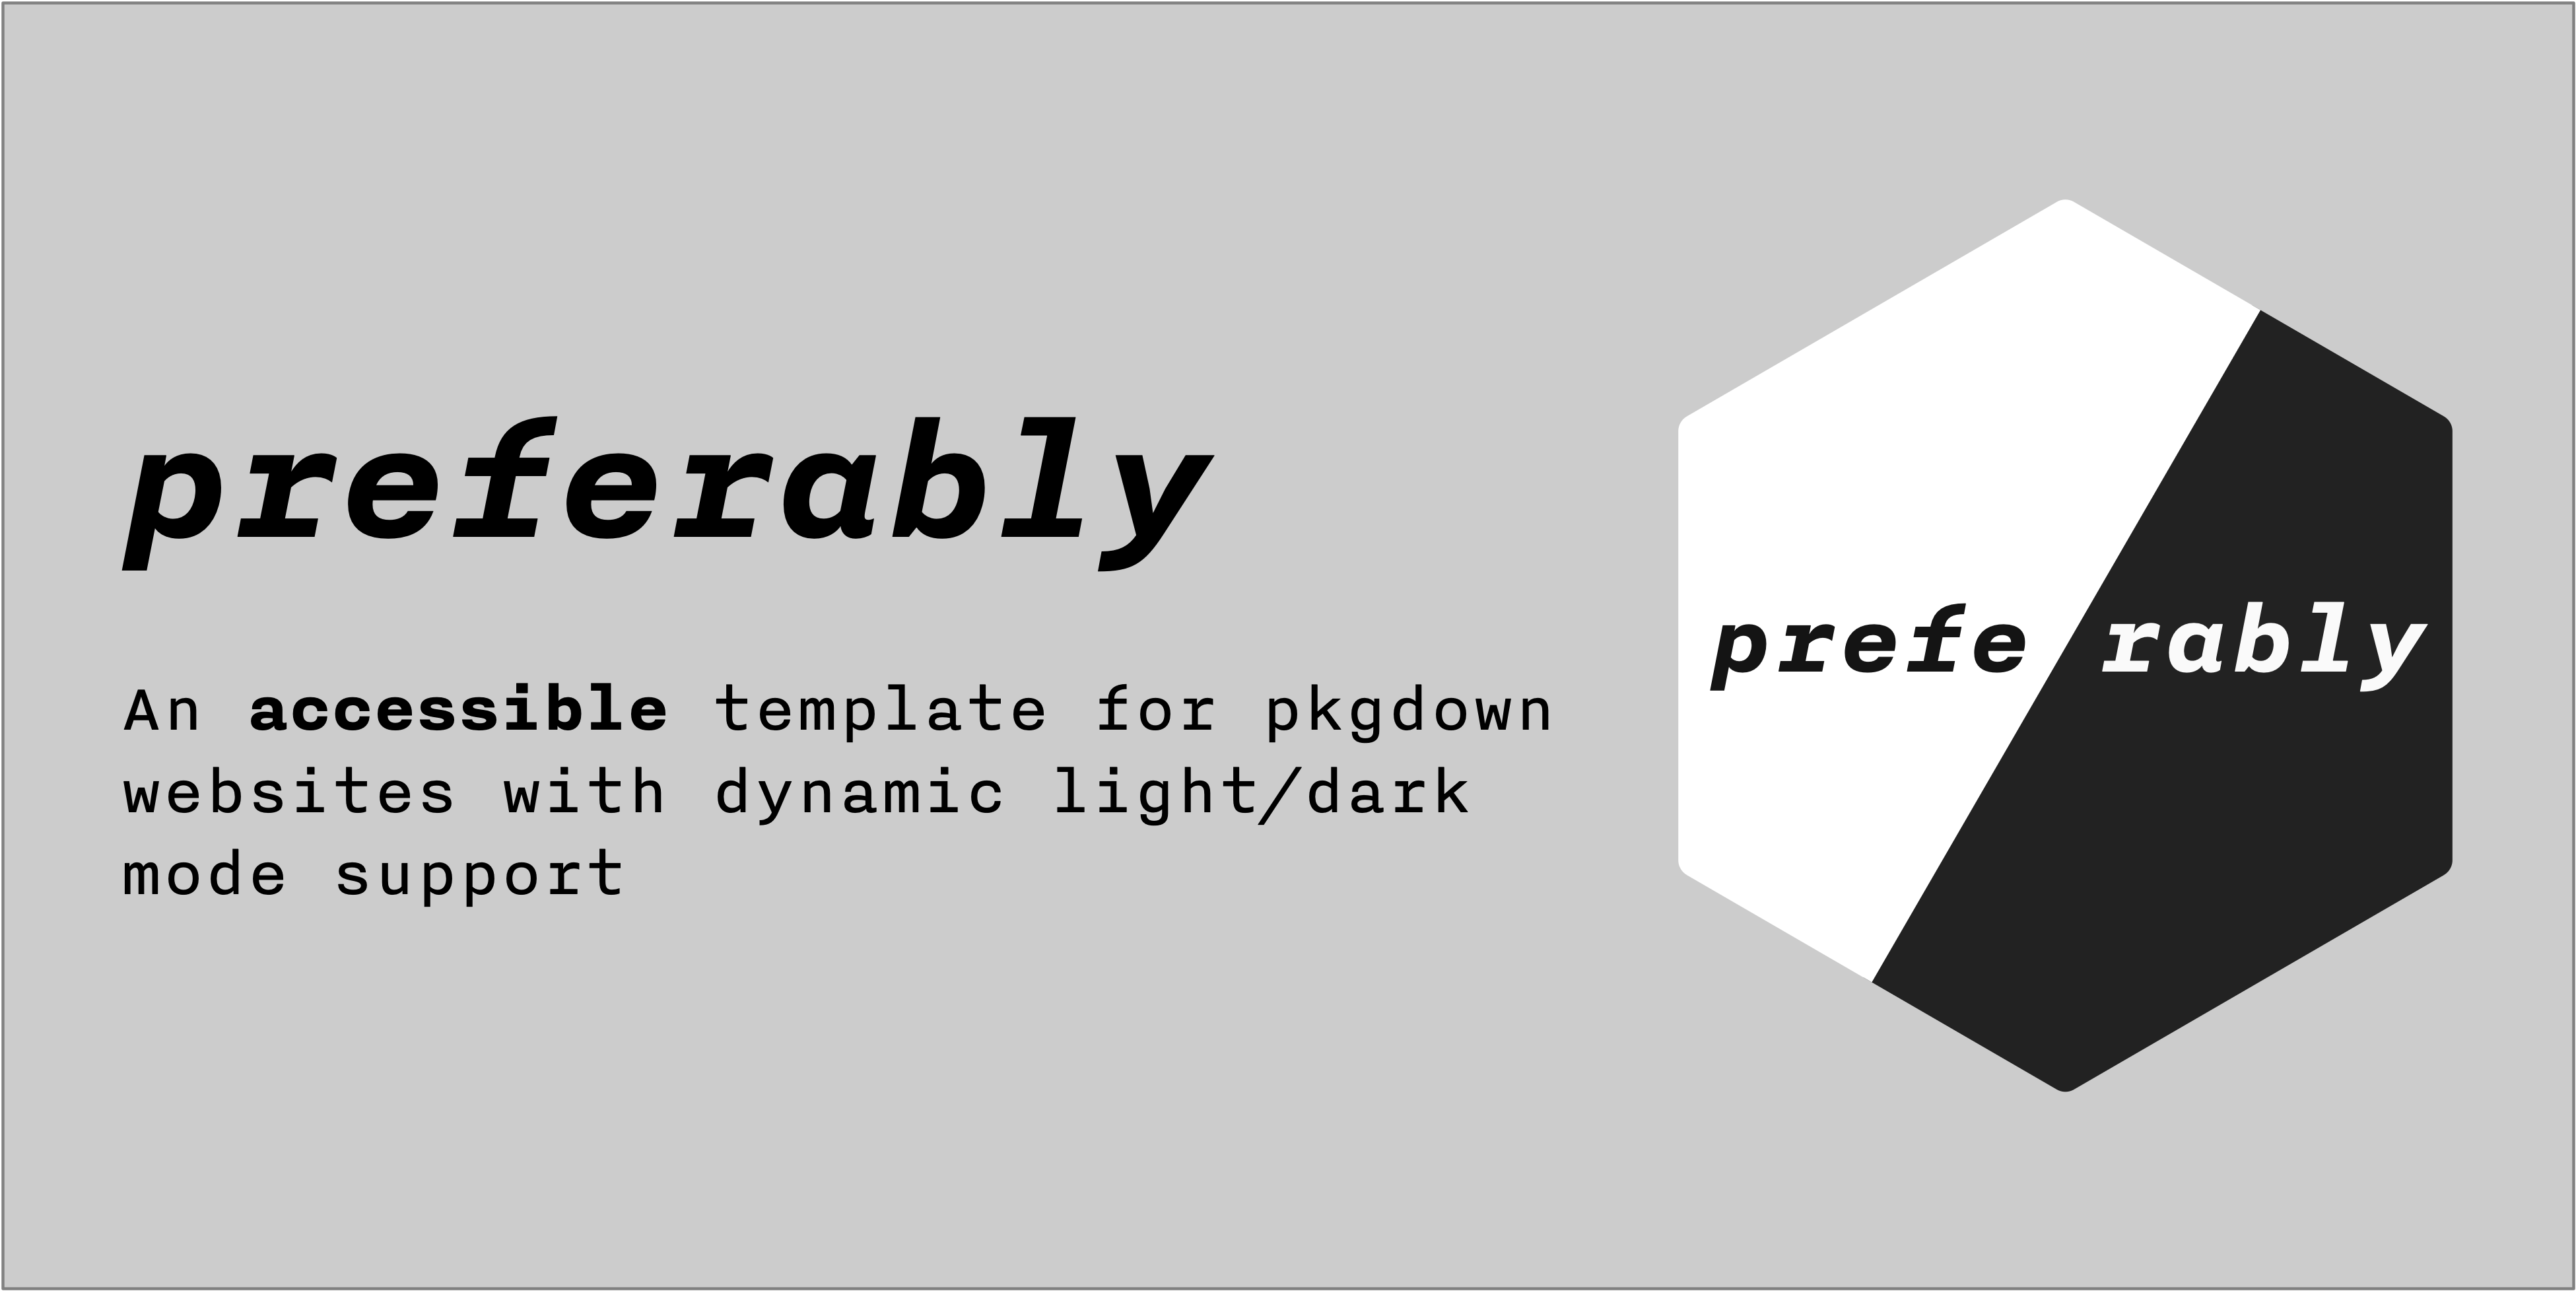 preferably
An accessible template for pkgdown
websites with dynamic light/dark
mode support
prefe rably